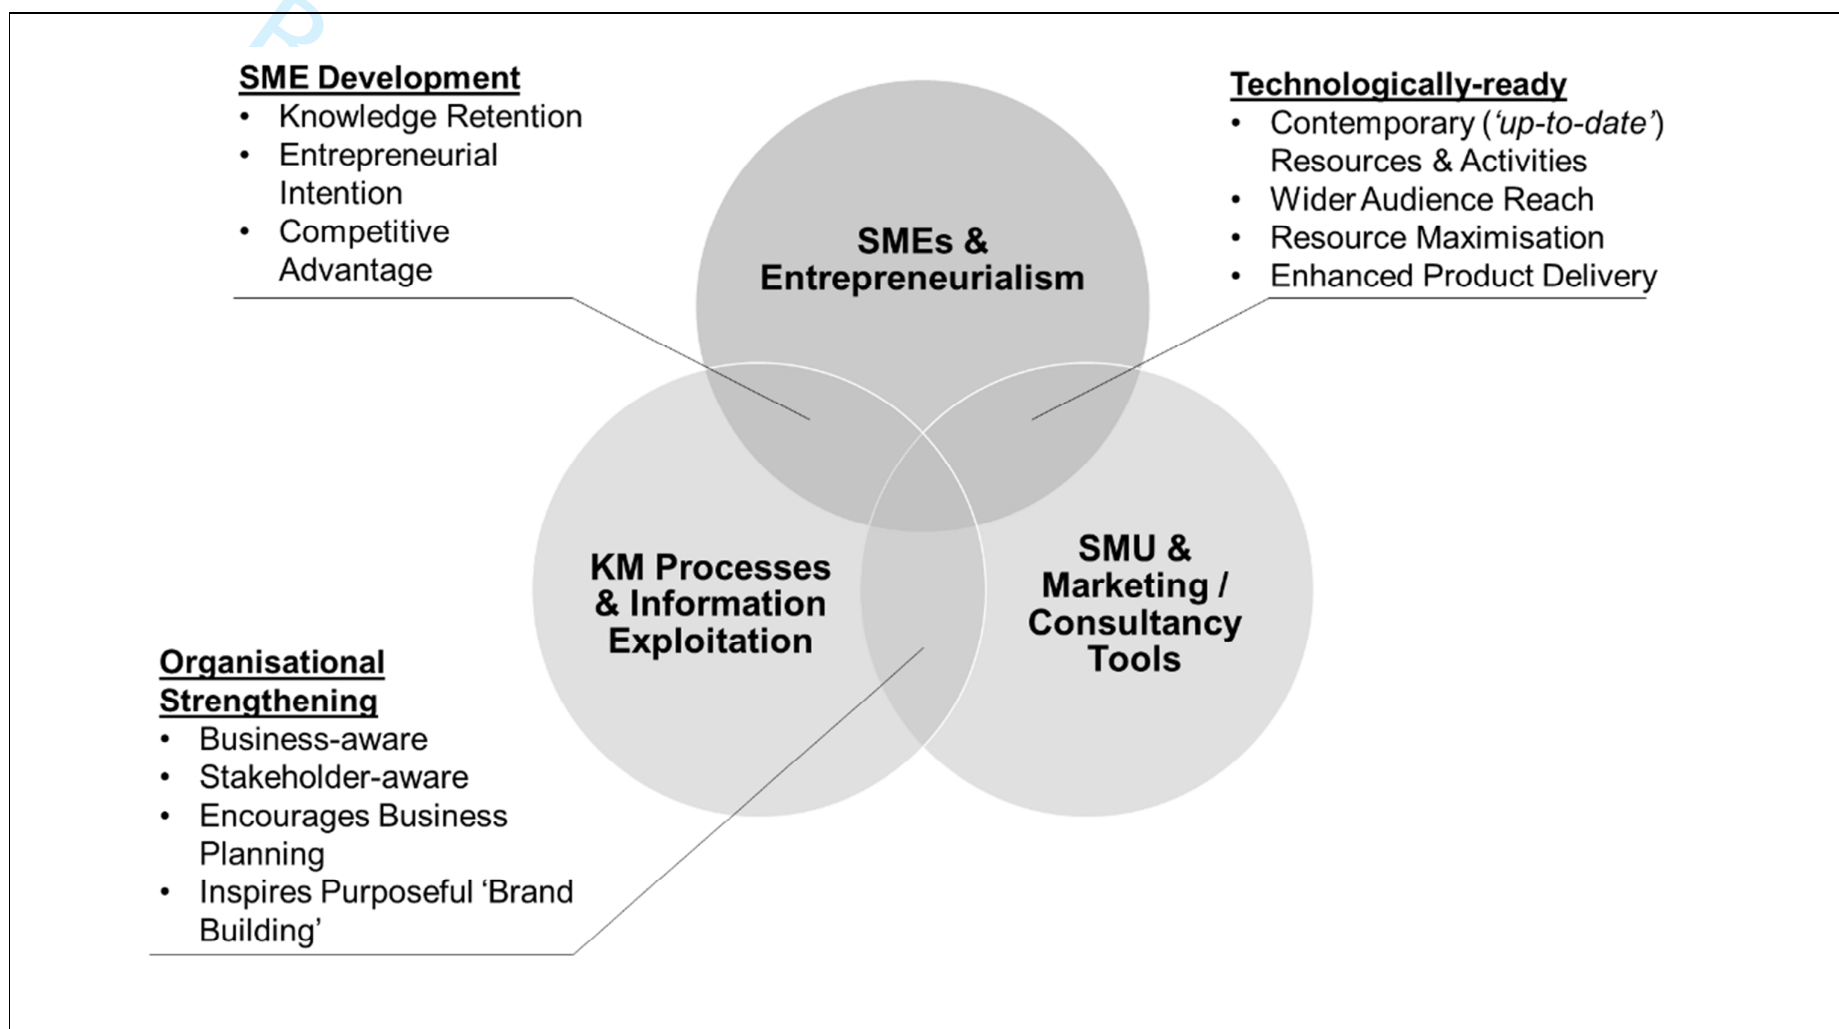 SME Development
• Knowledge Retention
• Entrepreneurial
Intention
• Competitive
Advantage
Technologically-ready
• Contemporary (‘up-to-date’)
Resources & Activities
• Wider Audience Reach
• Resource Maximisation
• Enhanced Product Delivery
SMEs &
Entrepreneurialism
KM Processes
& Information
Exploitation
SMU &
Marketing /
Consultancy
Tools
Organisational
Strengthening
• Business-aware
• Stakeholder-aware
• Encourages Business
Planning
• Inspires Purposeful ‘Brand
Building’